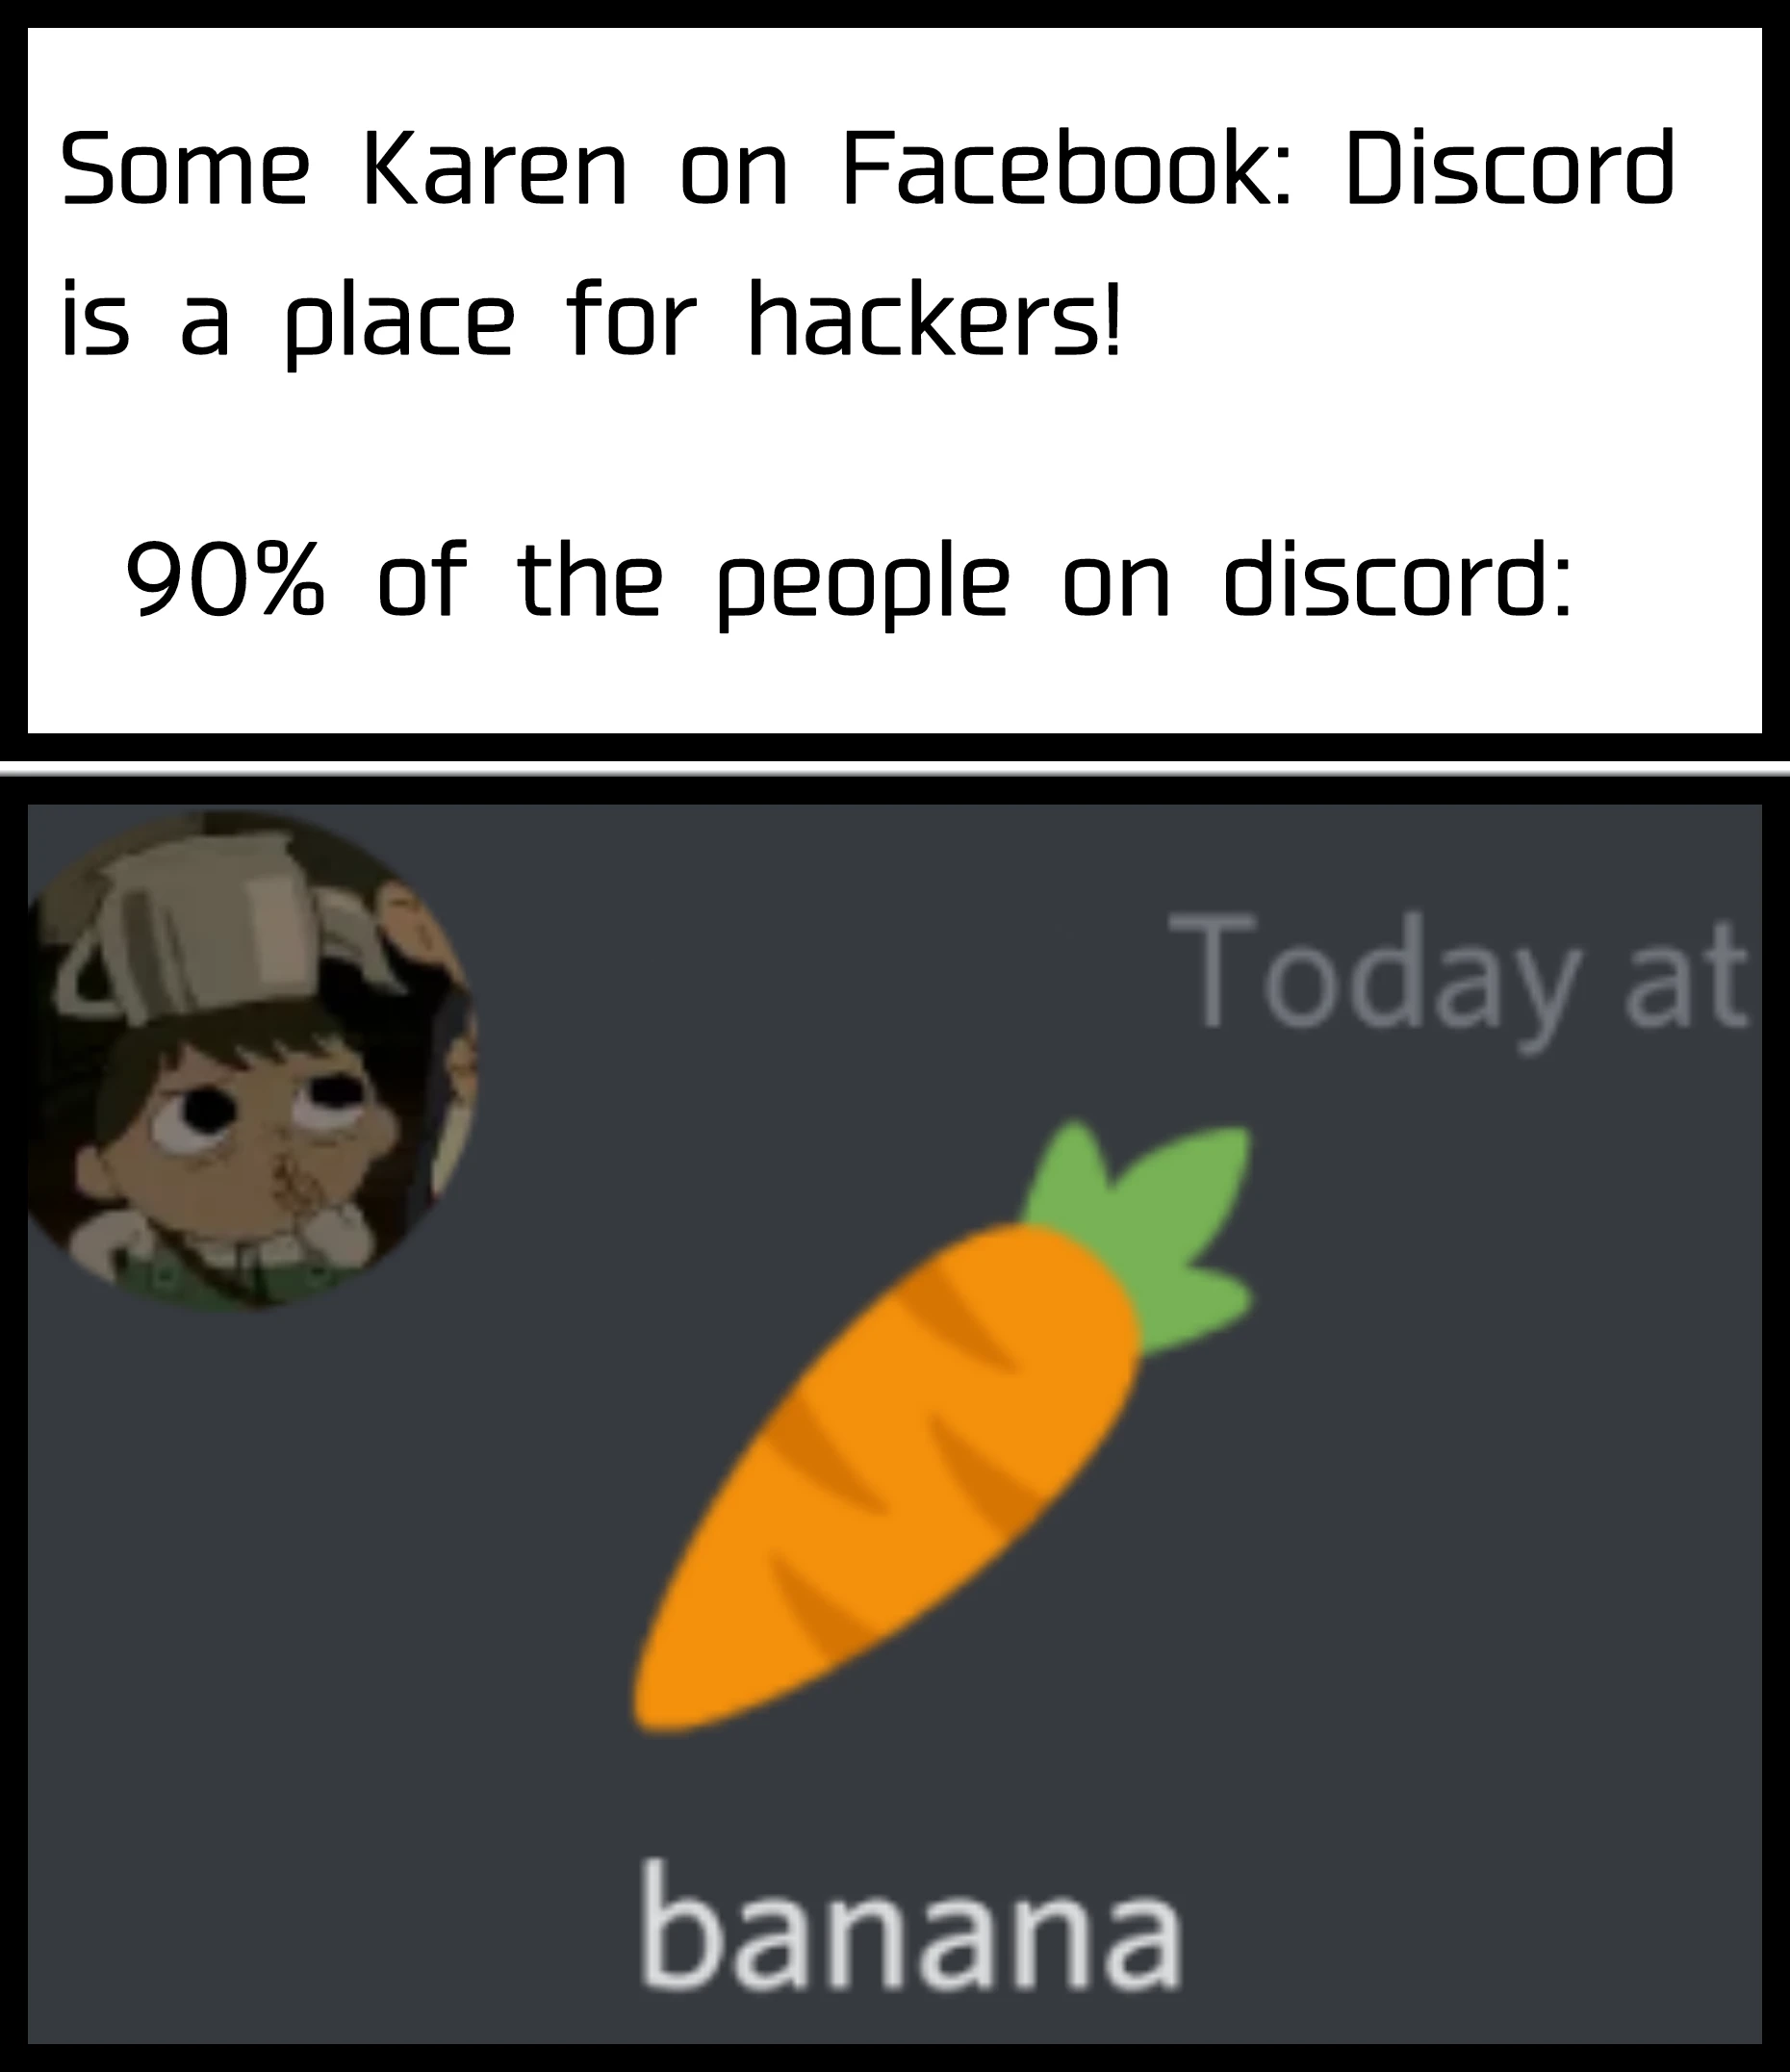 Some Karen on Facebook: Discord
is a place for hackers!
90% of the people on discord:
Today at
banana